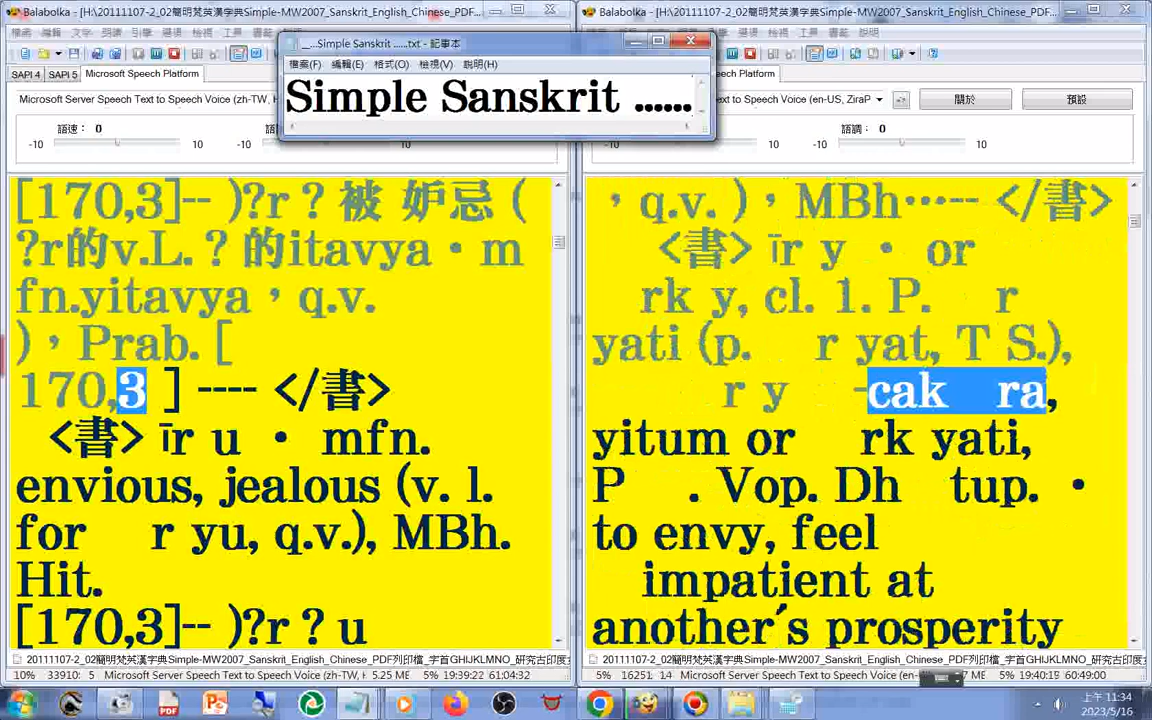 Balabolka - [H:\20111107-2_02簡明梵英漢字典Simple-MW2007_Sanskrit_English_Chinese_PDF...
檔案 編輯
SAPI 4 SAPI 5 Microsoft Speech Platform
Microsoft Server Speech Text to Speech Voice (zh-TW, H
語速： 0
-10 10 -10
[170,3]-- )?r ? 被 妒忌 (
?r的v.L. ? 的itavya · m
fn.yitavya，q.v.
)，Prab. [
170,3 ] ---- </書>
<書> īr u • mfn.
envious, jealous (v. l.
for r yu, q.v.), MBh.
Hit.
[170,3]-- )?r ? u
20111107-2_02簡明梵英漢字典Simple-MW2007_Sanskrit_English_Chinese_PDF列印檔_字首GHIJKLMNO_研究古印度
10% 33910: 5 Microsoft Server Speech Text to Speech Voice (zh-TW, 5.25 ME 5% 19:39:22 61:04:32
__...Simple Sanskrit ......txt - 記事本
檔案(F) 編輯(E) 格式(O) 檢視(V) 說明(H)
Simple Sanskrit ......
Balabolka - [H:\20111107-2_02簡明梵英漢字典Simple-MW2007_Sanskrit_English_Chinese_PDF...
說明
eech Platform
xt to Speech Voice (en-US, ZiraP 關於 預設
語調： 0
-10 10
，q.v. )，MBh·····-- </書>
<書> īr y • or
rk y, cl. 1. P. r
yati (p. r yat, T S.),
r y -cak ra,
yitum or rk yati,
P . Vop. Dh tup. •
to envy, feel
impatient at
another's prosperity
20111107-2_02簡明梵英漢字典Simple-MW2007_Sanskrit_English_Chinese_PDF列印檔_字首GHIJKLMNO_研究古印度
5% 16251: 14 Microsoft Server Speech Text to Speech Voice 5% 19:40:19 60:49:00
PDF
上午 11:34
2023/5/16